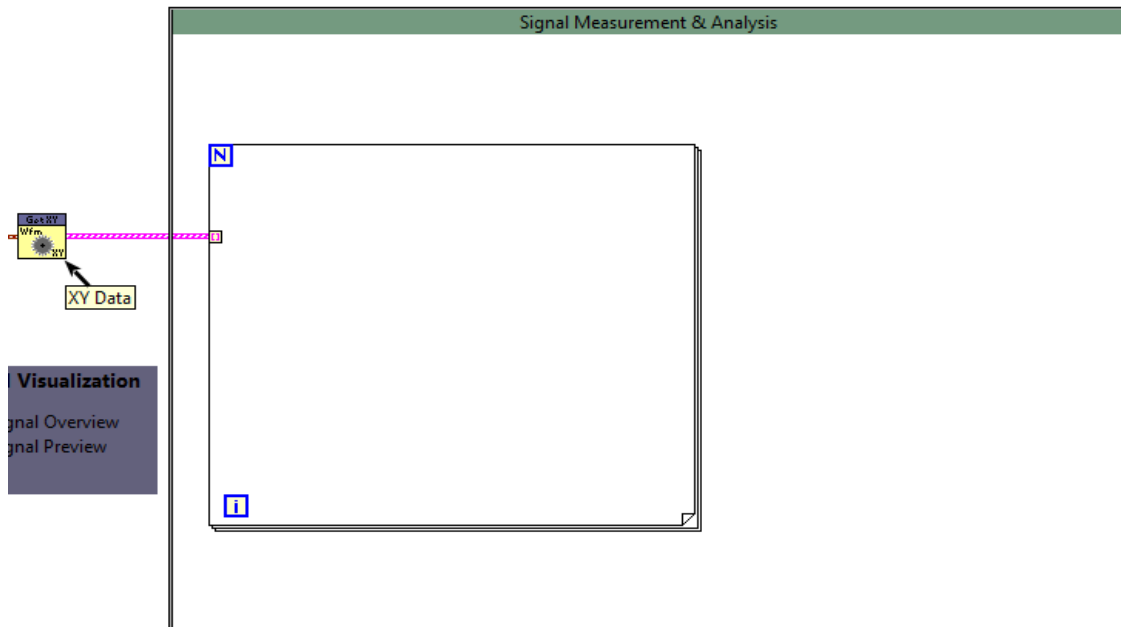 Signal Measurement & Analysis
N
Get XY
Wfm
XY
XY Data
Visualization
gnal Overview
gnal Preview
i